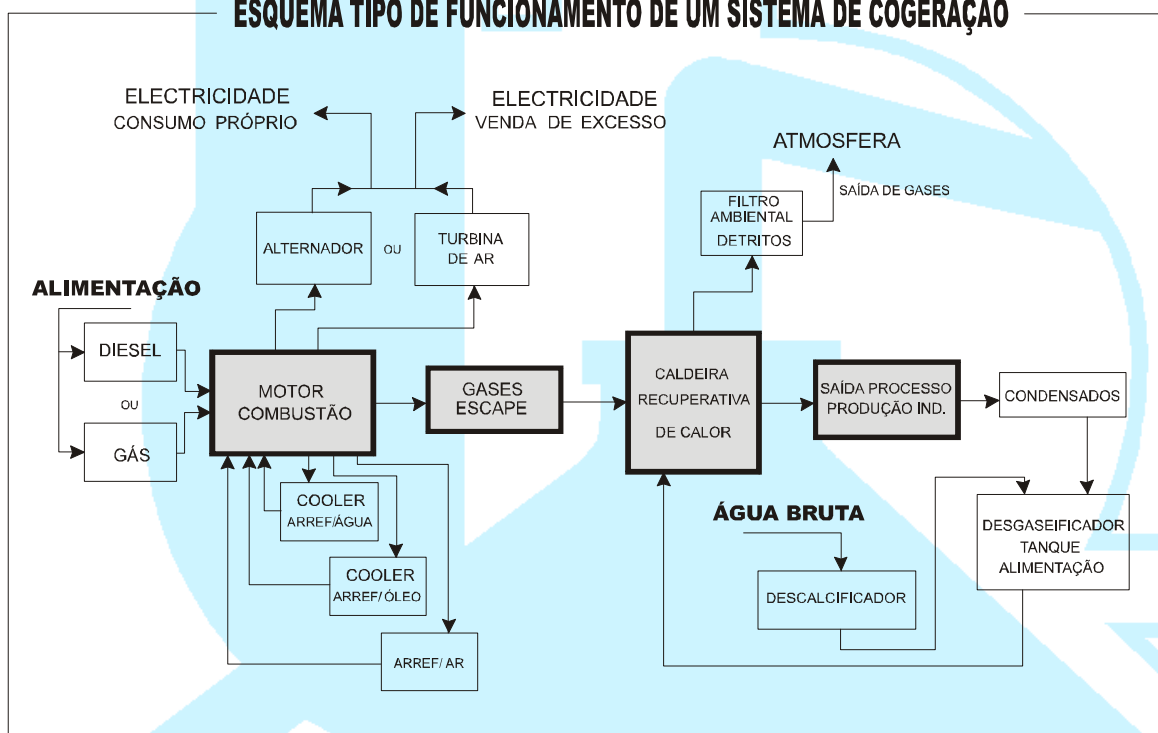 ESQUEMA TIPO DE FUNCIONAMENTO DE UM SISTEMA DE COGERAÇÃO
ELECTRICIDADE
CONSUMO PRÓPRIO
ELECTRICIDADE
VENDA DE EXCESSO
ATMOSFERA
SAÍDA DE GASES
FILTRO
AMBIENTAL
DETRITOS
ALTERNADOR
OU
TURBINA
DE AR
ALIMENTAÇÃO
DIESEL
OU
GÁS
MOTOR
COMBUSTÃO
GASES
ESCAPE
CALDEIRA
RECUPERATIVA
DE CALOR
SAÍDA PROCESSO
PRODUÇÃO IND.
CONDENSADOS
COOLER
ARREF/ÁGUA
COOLER
ARREF/ÓLEO
ARREF/ AR
ÁGUA BRUTA
DESCALCIFICADOR
DESGASEIFICADOR
TANQUE
ALIMENTAÇÃO